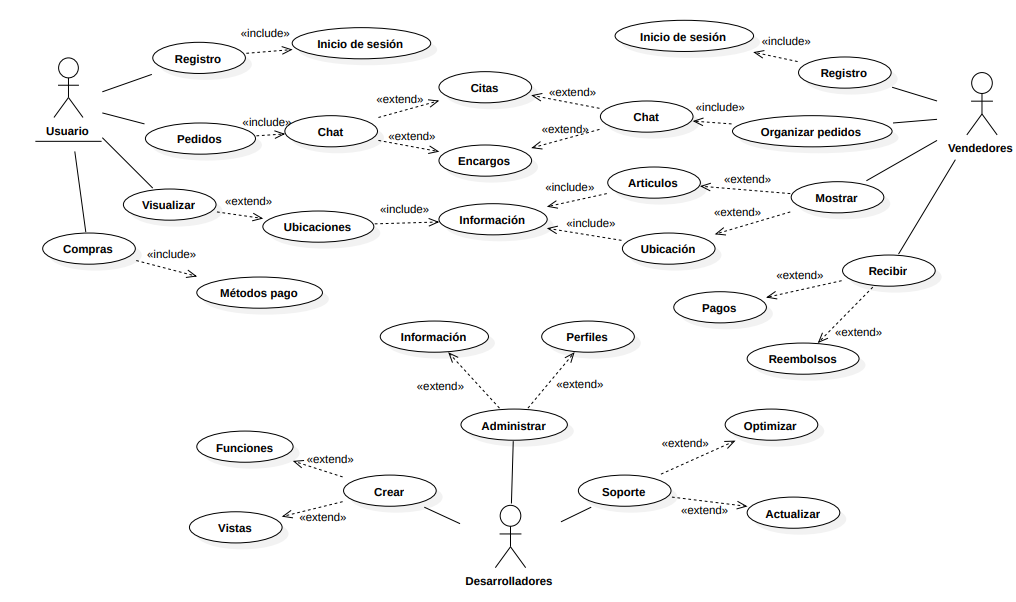 «include»
Inicio de sesión
Registro
Inicio de sesión
«include»
Registro
Usuario
Citas
«extend»
«extend»
«include»
Chat
«extend»
Pedidos
«include»
Chat
«extend»
Encargos
Organizar pedidos
Vendedores
Visualizar
«extend»
Ubicaciones
«include»
Información
«include»
Articulos
«extend»
Mostrar
«extend»
«include»
Ubicación
Compras
«include»
Métodos pago
Recibir
«extend»
Pagos
«extend»
Reembolsos
Información
Perfiles
«extend»
«extend»
Administrar
Optimizar
«extend»
Funciones
«extend»
Crear
Soporte
«extend»
Actualizar
Vistas
«extend»
Desarrolladores